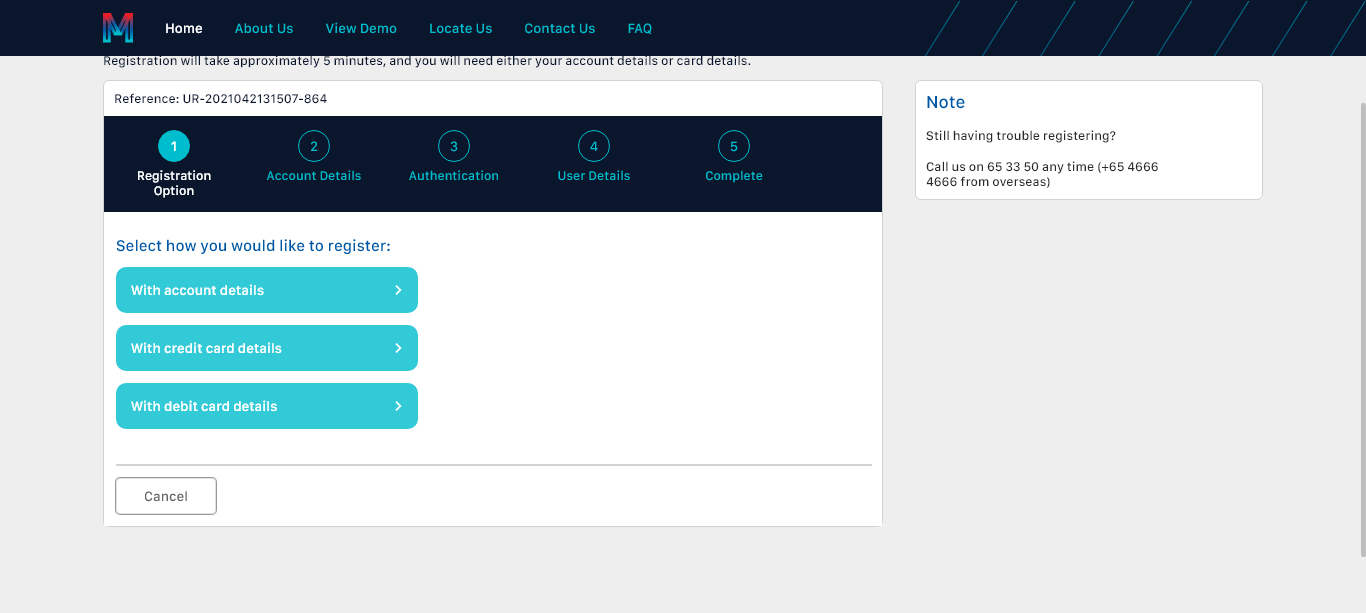 M
Home
About Us
View Demo
Locate Us
Contact Us
FAQ
Registration will take approximately 5 minutes, and you will need either your account details or card details.
Reference: UR-2021042131507-864
1
Registration
Option
2
Account Details
3
Authentication
4
User Details
5
Complete
Select how you would like to register:
With account details
With credit card details
With debit card details
Cancel
Note
Still having trouble registering?
Call us on 65 33 50 any time (+65 4666
4666 from overseas)